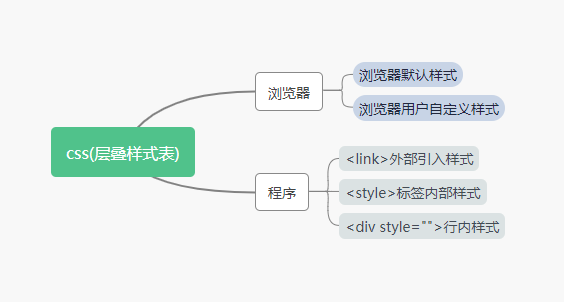 css(层叠样式表)
浏览器
浏览器默认样式
浏览器用户自定义样式
程序
<link>外部引入样式
<style>标签内部样式
<div style="">行内样式